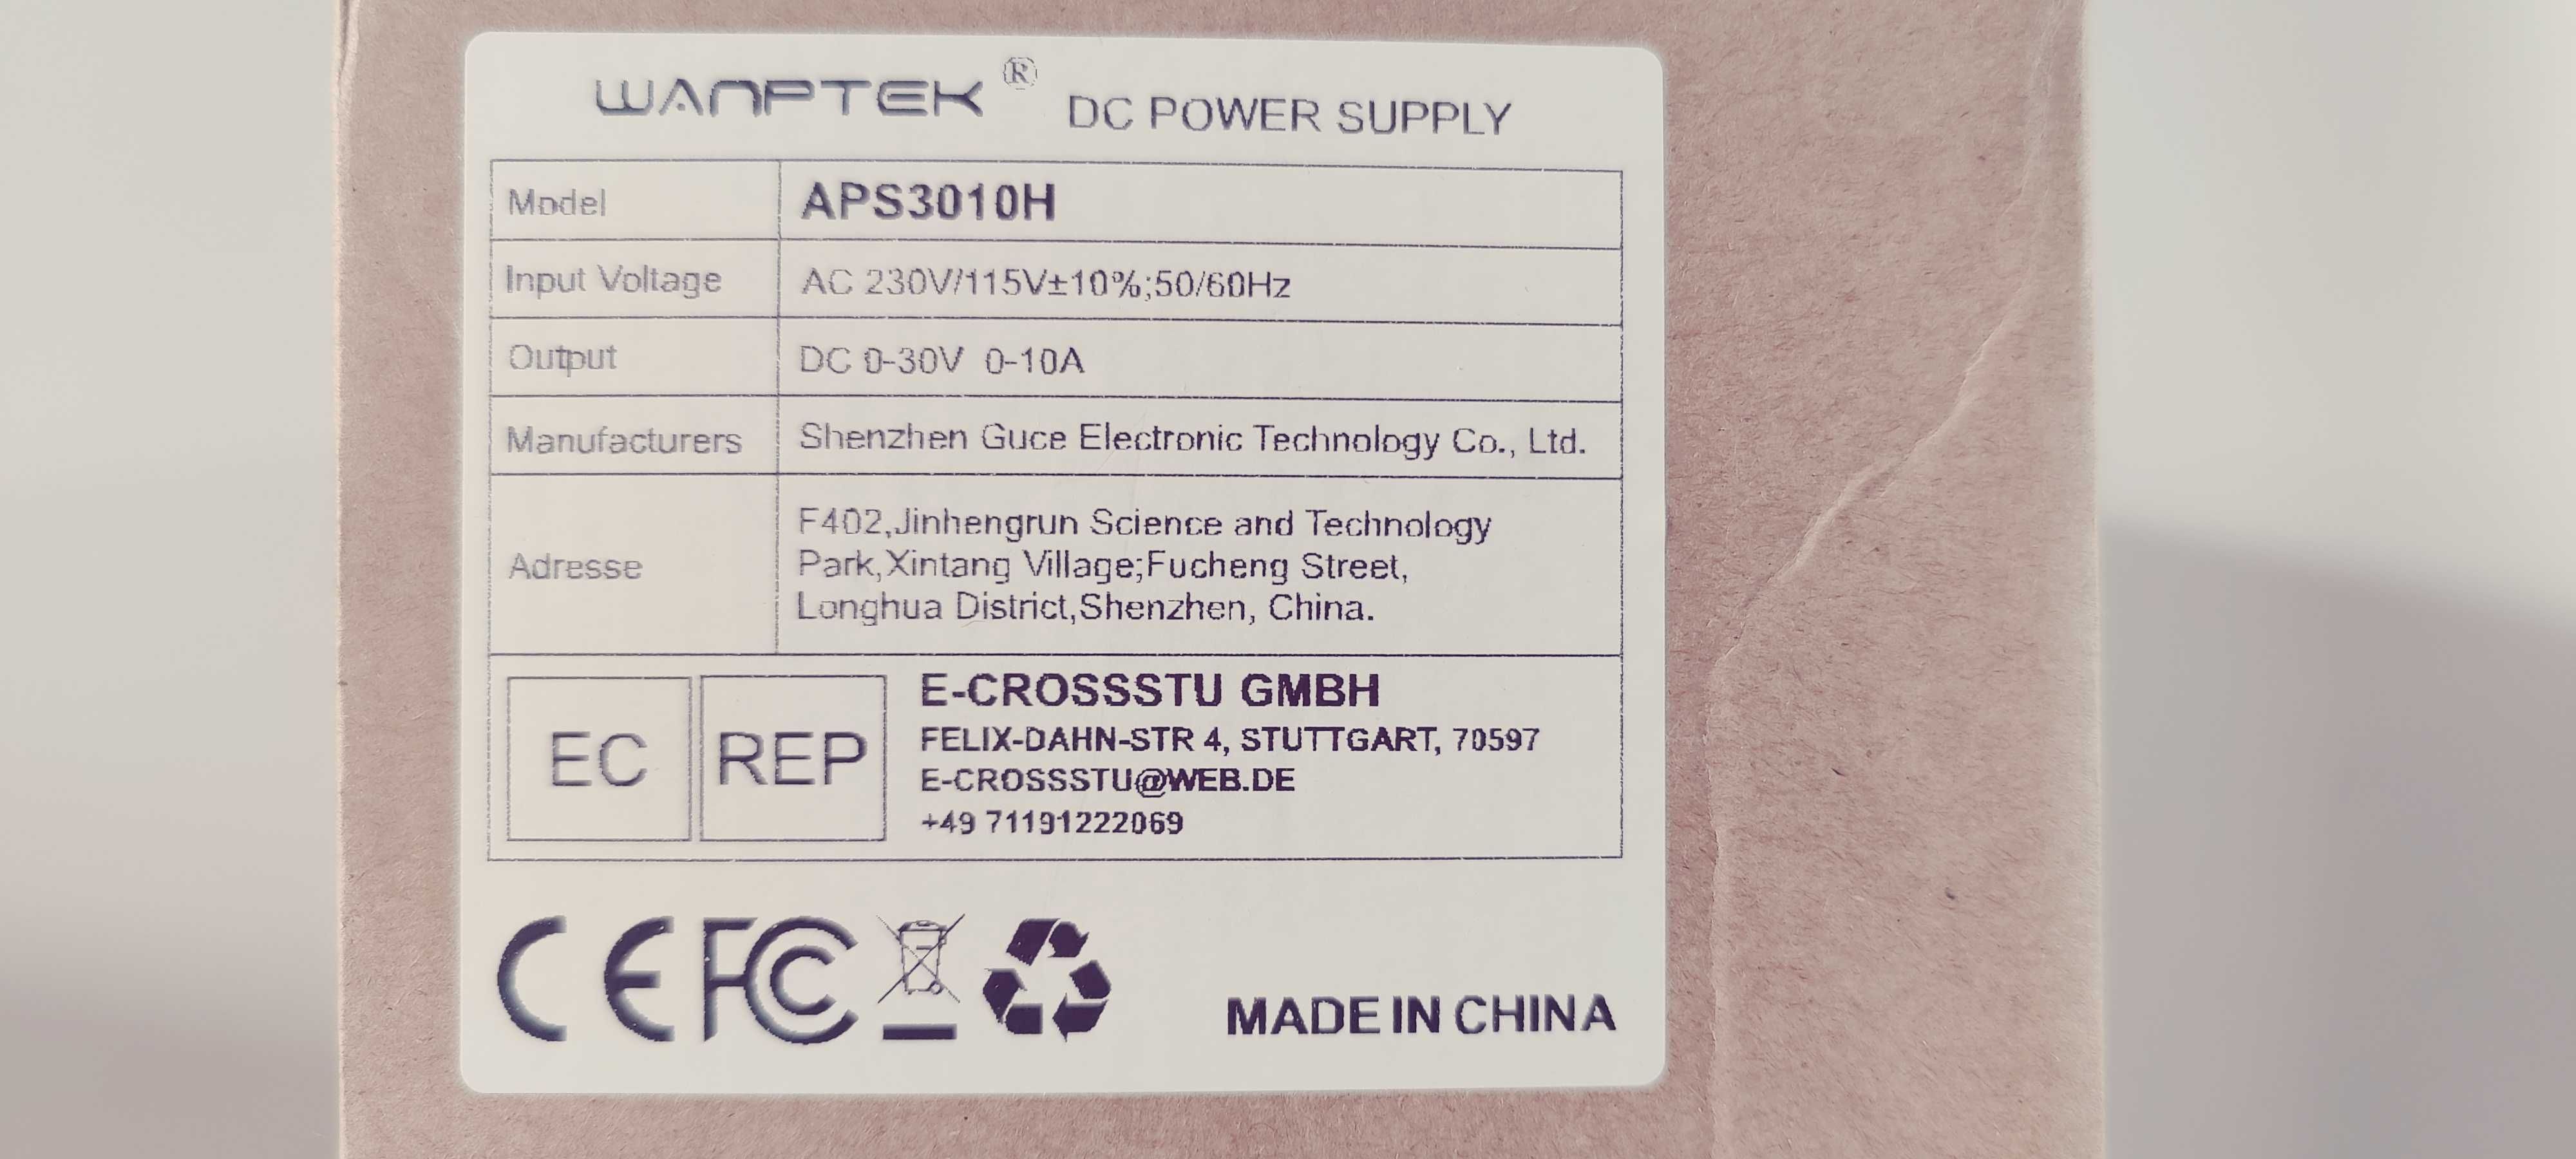 WANPTEK ® DC POWER SUPPLY
Model APS3010H
Input Voltage AC 230V/115V±10%;50/60Hz
Output DC 0-30V 0-10A
Manufacturers Shenzhen Guce Electronic Technology Co., Ltd.
Adresse
F402,Jinhengrun Science and Technology
Park,Xintang Village;Fucheng Street,
Longhua District,Shenzhen, China.
EC REP
E-CROSSSTU GMBH
FELIX-DAHN-STR 4, STUTTGART, 70597
E-CROSSSTU@WEB.DE
+49 71191222069
CE FC
MADE IN CHINA